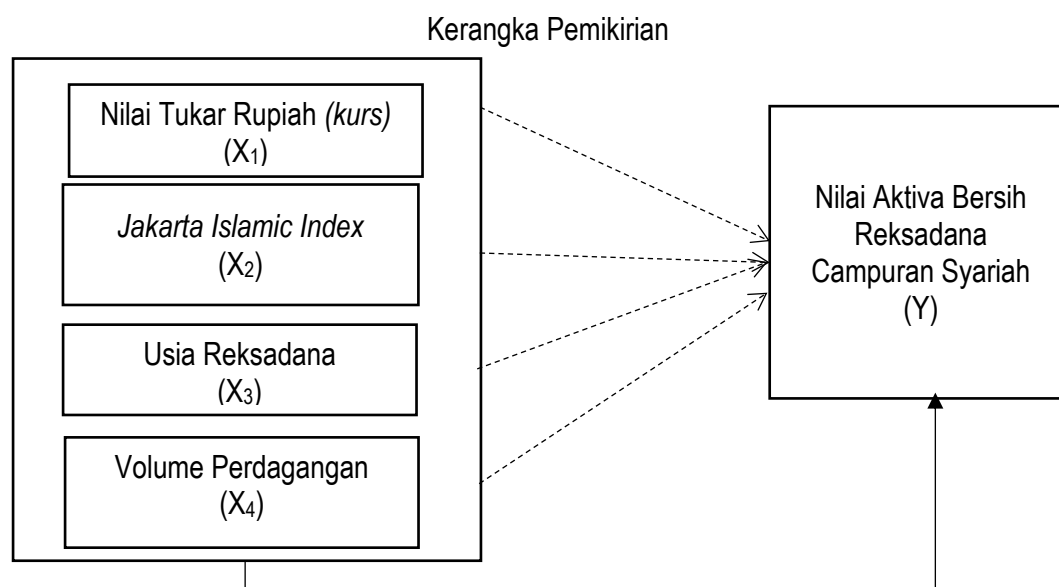 Kerangka Pemikirian
Nilai Tukar Rupiah (kurs)
(X₁)
Jakarta Islamic Index
(X₂)
Usia Reksadana
(X₃)
Volume Perdagangan
(X₄)
Nilai Aktiva Bersih
Reksadana
Campuran Syariah
(Y)